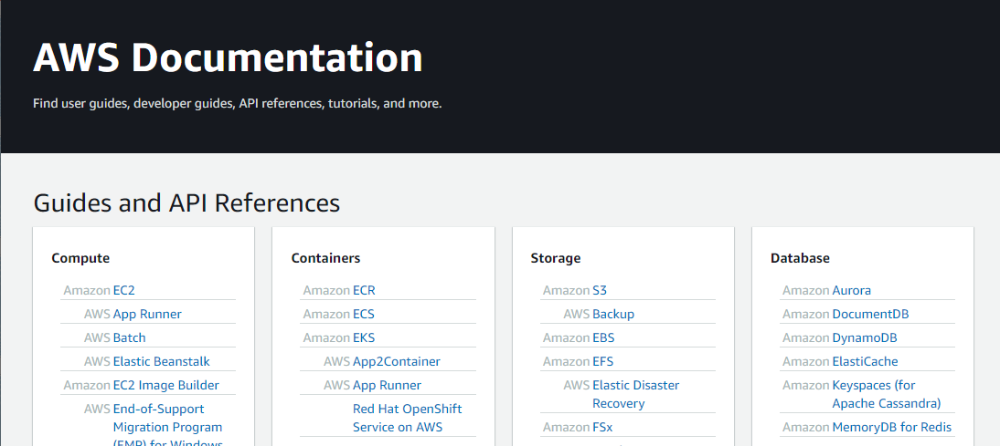 AWS Documentation
Find user guides, developer guides, API references, tutorials, and more.
Guides and API References
Compute
Amazon EC2
AWS App Runner
AWS Batch
AWS Elastic Beanstalk
Amazon EC2 Image Builder
AWS End-of-Support
Migration Program
(EMP) for Windows
Containers
Amazon ECR
Amazon ECS
Amazon EKS
AWS App2Container
AWS App Runner
Red Hat OpenShift
Service on AWS
Storage
Amazon S3
AWS Backup
Amazon EBS
Amazon EFS
AWS Elastic Disaster
Recovery
Amazon FSx
Database
Amazon Aurora
Amazon DocumentDB
Amazon DynamoDB
Amazon ElastiCache
Amazon Keyspaces (for
Apache Cassandra)
Amazon MemoryDB for Redis